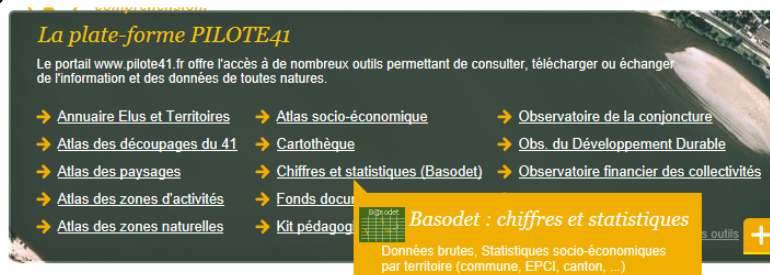 La plate-forme PILOTE41
Le portail www.pilote41.fr offre l'accès à de nombreux outils permettant de consulter, télécharger ou échanger
de l'information et des données de toutes natures.
Annuaire Elus et Territoires
Atlas des découpages du 41
Atlas des paysages
Atlas des zones d'activités
Atlas des zones naturelles
Atlas socio-économique
Cartothèque
Chiffres et statistiques (Basodet)
Fonds docu
Kit pédagog
Observatoire de la conjoncture
Obs. du Développement Durable
Observatoire financier des collectivités
s outils
B@sodet
Basodet : chiffres et statistiques
Données brutes, Statistiques socio-économiques
par territoire (commune, EPCI, canton, ...)